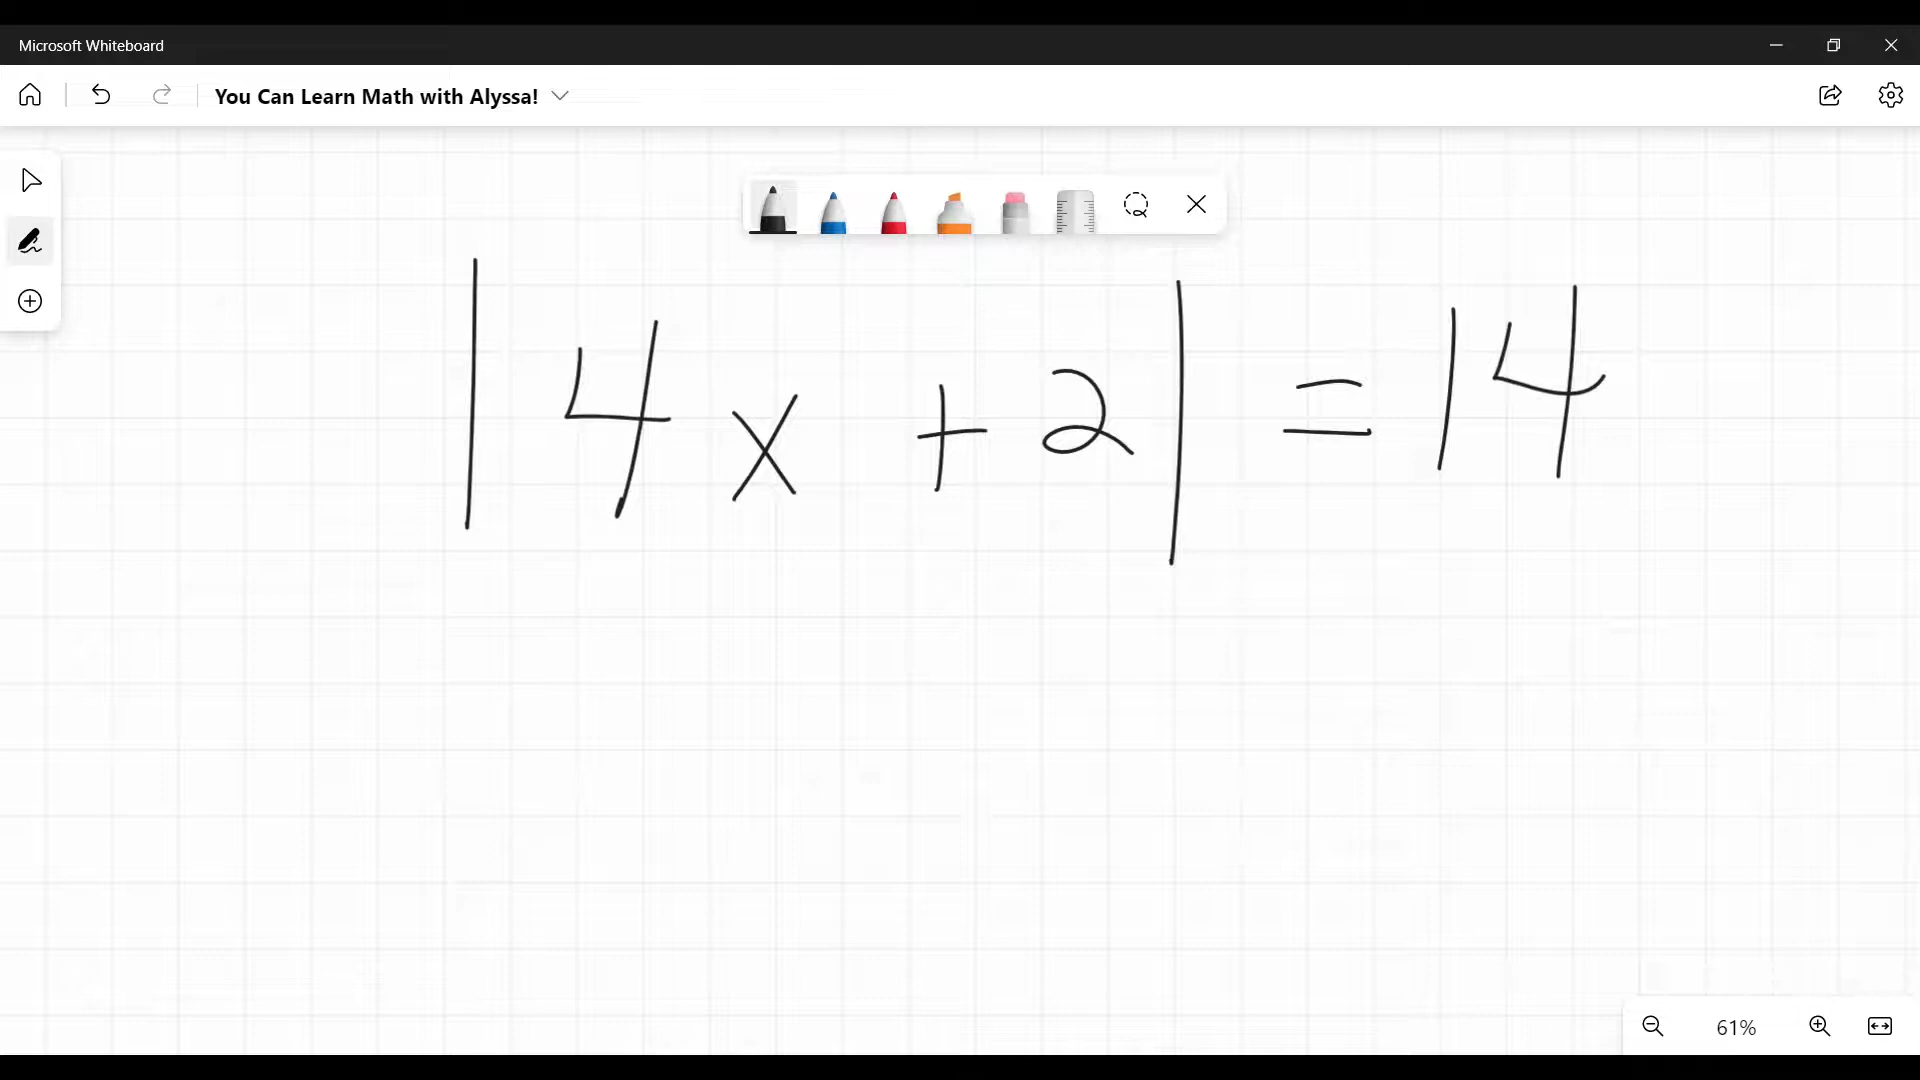 Microsoft Whiteboard
You Can Learn Math with Alyssa!
|4x + 2| = 14
61%